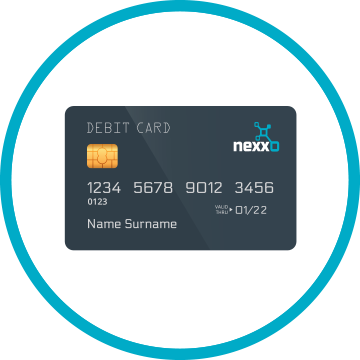 DEBIT CARD
nexxo
1234 5678 9012 3456
0123
VALID THRU 01/22
Name Surname